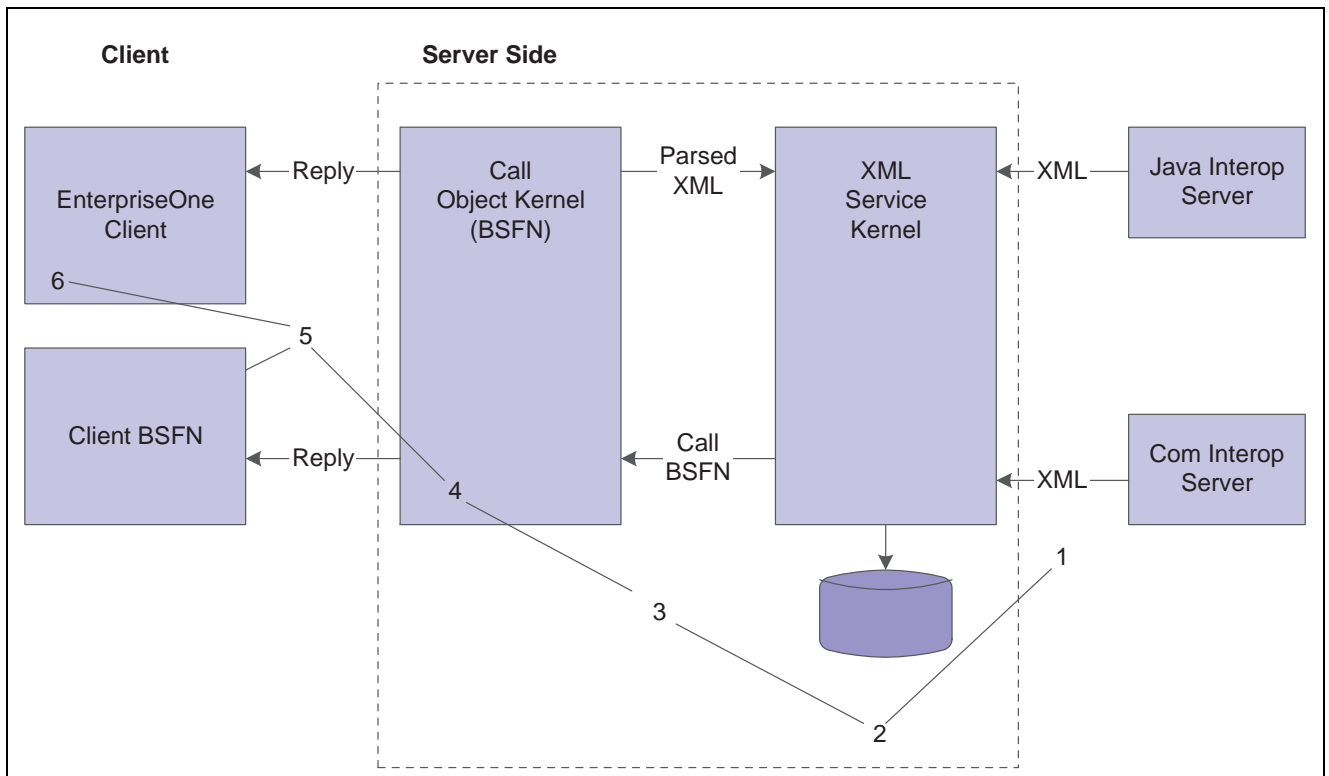 Client
Server Side
EnterpriseOne
Client
Reply
Call
Object Kernel
(BSFN)
Parsed
XML
XML
Service
Kernel
XML
Java Interop
Server
6
5
Client BSFN
Reply
4
Call
BSFN
XML
Com Interop
Server
1
3
2